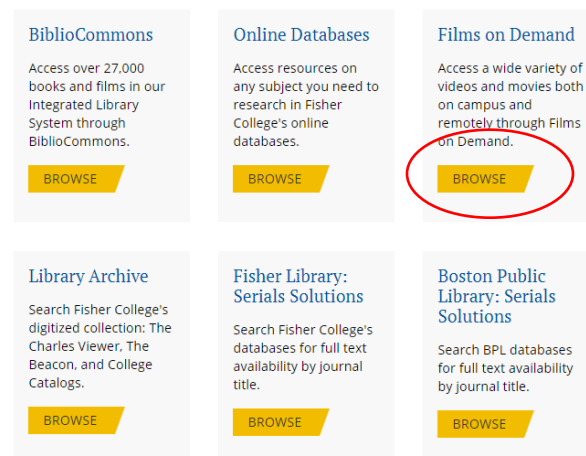 BiblioCommons
Access over 27,000
books and films in our
Integrated Library
System through
BiblioCommons.
BROWSE
Online Databases
Access resources on
any subject you need to
research in Fisher
College's online
databases.
BROWSE
Films on Demand
Access a wide variety of
videos and movies both
on campus and
remotely through Films
on Demand.
BROWSE
Library Archive
Search Fisher College's
digitized collection: The
Charles Viewer, The
Beacon, and College
Catalogs.
BROWSE
Fisher Library:
Serials Solutions
Search Fisher College's
databases for full text
availability by journal
title.
BROWSE
Boston Public
Library: Serials
Solutions
Search BPL databases
for full text availability
by journal title.
BROWSE